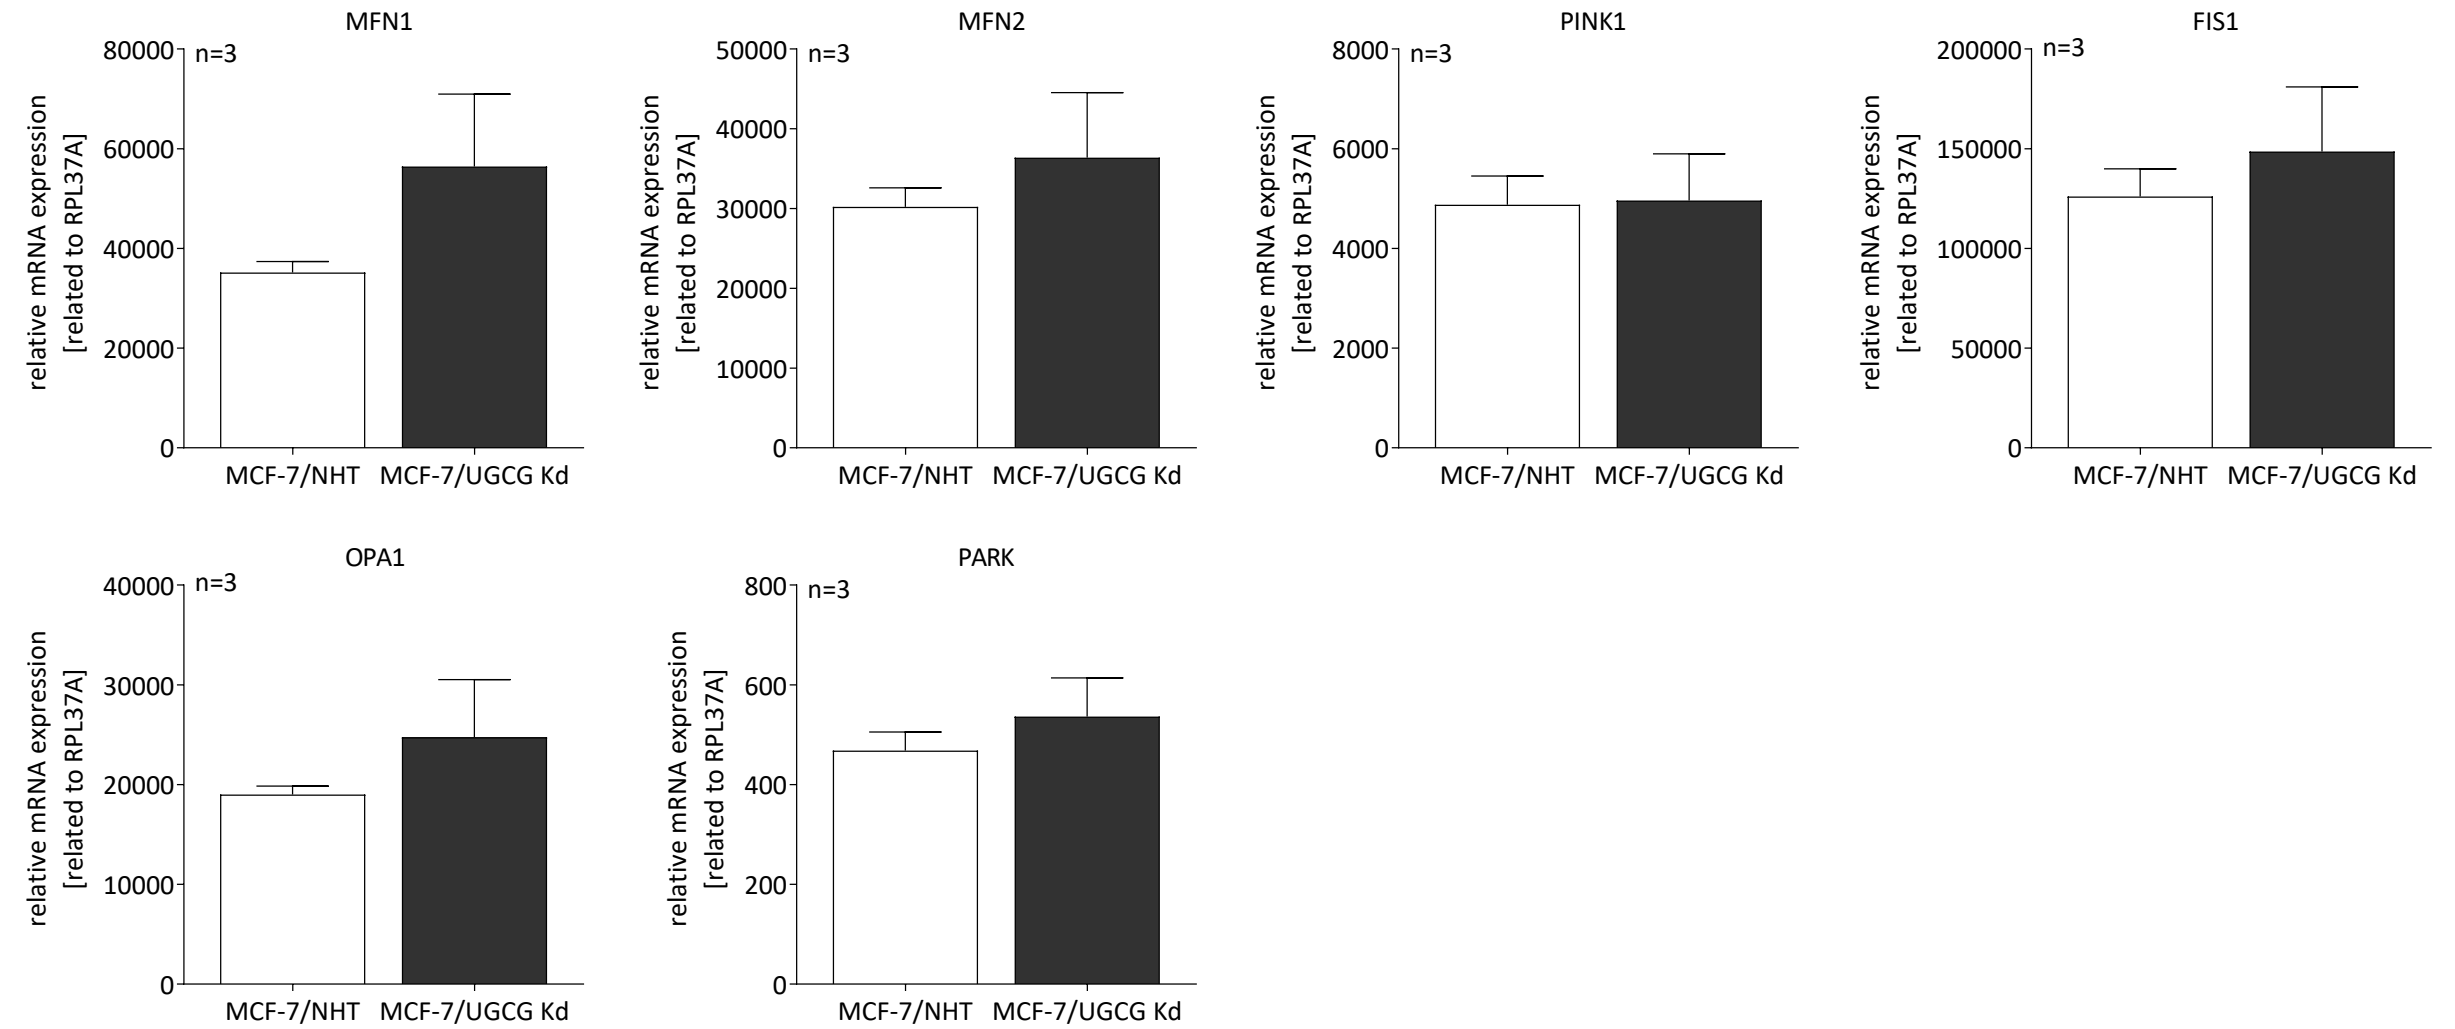 MFN1
n=3
relative mRNA expression
[related to RPL37A]
80000
60000
40000
20000
0
MCF-7/NHT
MCF-7/UGCG Kd
MFN2
n=3
relative mRNA expression
[related to RPL37A]
50000
40000
30000
20000
10000
0
MCF-7/NHT
MCF-7/UGCG Kd
PINK1
n=3
relative mRNA expression
[related to RPL37A]
8000
6000
4000
2000
0
MCF-7/NHT
MCF-7/UGCG Kd
FIS1
n=3
relative mRNA expression
[related to RPL37A]
200000
150000
100000
50000
0
MCF-7/NHT
MCF-7/UGCG Kd
OPA1
n=3
relative mRNA expression
[related to RPL37A]
40000
30000
20000
10000
0
MCF-7/NHT
MCF-7/UGCG Kd
PARK
n=3
relative mRNA expression
[related to RPL37A]
800
600
400
200
0
MCF-7/NHT
MCF-7/UGCG Kd